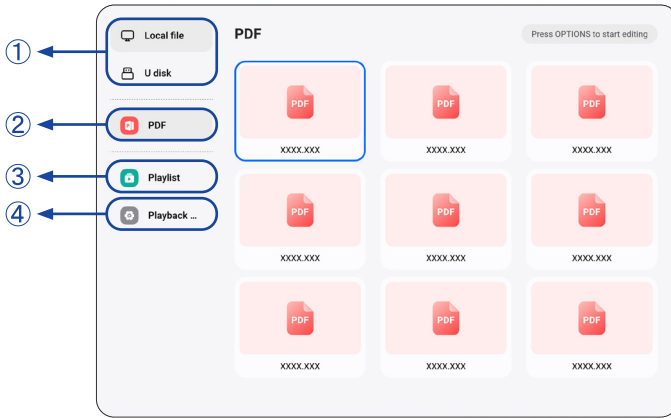 ①
Local file
U disk
②
PDF
③
Playlist
④
Playback ...
PDF
Press OPTIONS to start editing
PDF
PDF
PDF
XXXX.XXX
XXXX.XXX
XXXX.XXX
PDF
PDF
PDF
XXXX.XXX
XXXX.XXX
XXXX.XXX
PDF
PDF
PDF
XXXX.XXX
XXXX.XXX
XXXX.XXX